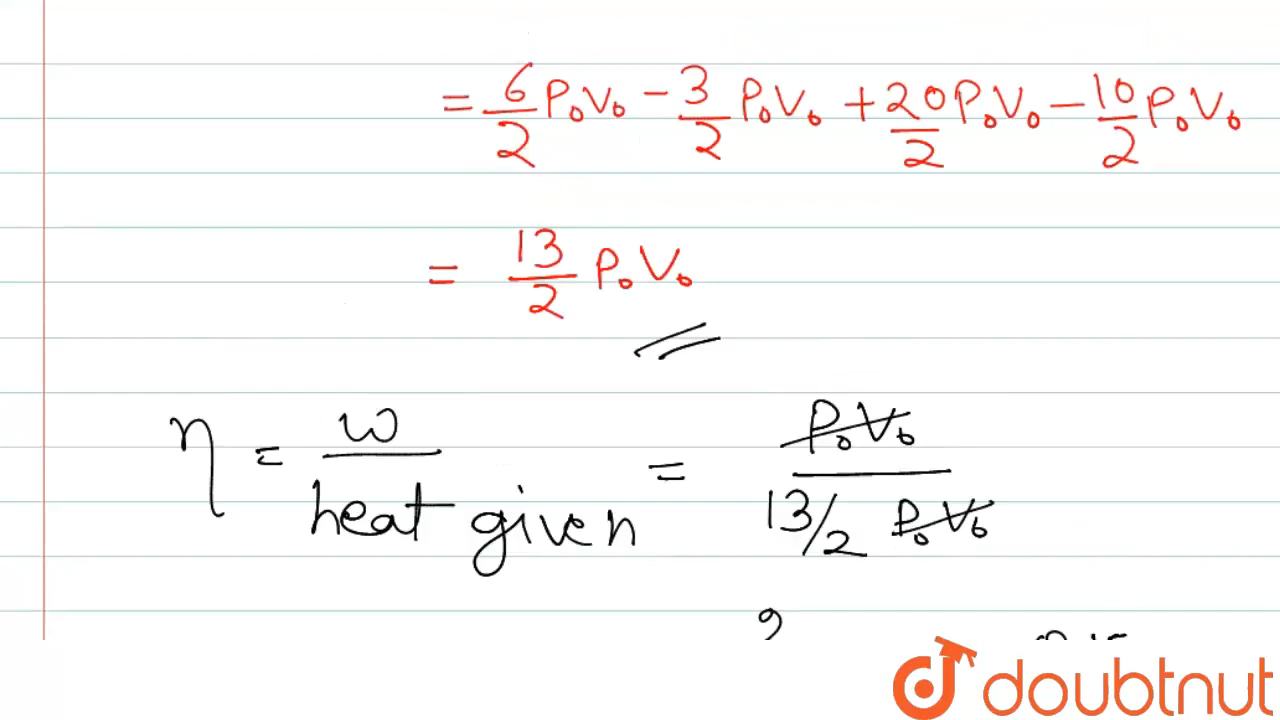 = 6/2 P₀V₀ - 3/2 P₀V₀ + 20/2 P₀V₀ - 10/2 P₀V₀
= 13/2 P₀V₀
η = W/heat given = P₀V₀/(13/2 P₀V₀)
doubtnut